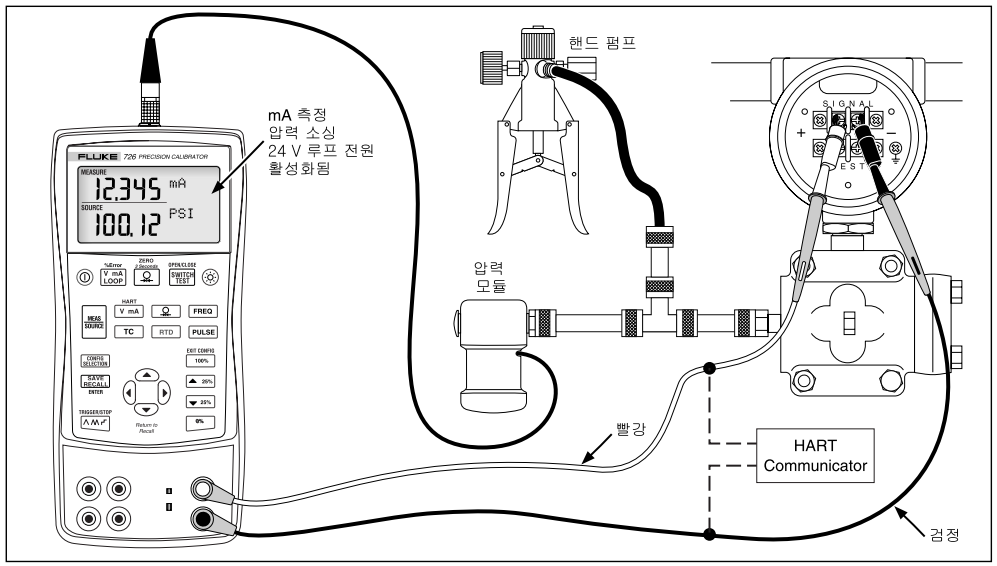 핸드 펌프
mA 측정
압력 소싱
24 V 루프 전원
활성화됨
FLUKE 726 PRECISION CALIBRATOR
MEASURE
12.345 mA
SOURCE
100.12 PSI
%Error
V mA
LOOP
ZERO
2 Seconds
OPEN/CLOSE
SWITCH
TEST
MEAS
SOURCE
HART
V mA
FREQ
TC
RTD
PULSE
CONFIG
SELECTION
EXIT CONFIG
100%
SAVE
RECALL
ENTER
25%
25%
TRIGGER/STOP
Return to
Recall
0%
압력
모듈
SIGNAL
+
−
TEST
빨강
HART
Communicator
검정